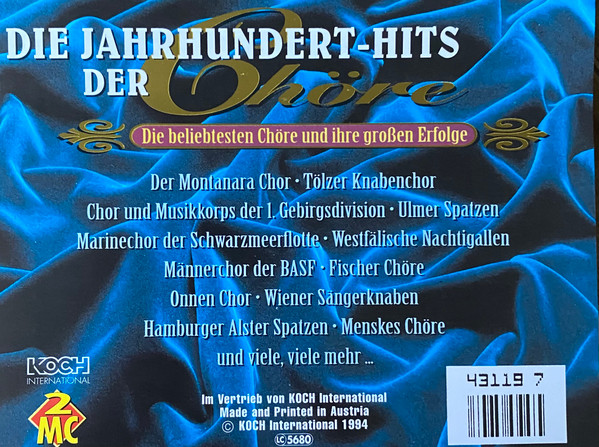 DIE JAHRHUNDERT-HITS
DER Chöre
Die beliebtesten Chöre und ihre großen Erfolge
Der Montanara Chor · Tölzer Knabenchor
Chor und Musikkorps der 1. Gebirgsdivision · Ulmer Spatzen
Marinechor der Schwarzmeerflotte · Westfälische Nachtigallen
Männerchor der BASF · Fischer Chöre
Onnen Chor · Wiener Sängerknaben
Hamburger Alster Spatzen · Menskes Chöre
und viele, viele mehr ...
KOCH
INTERNATIONAL
2
MC
Im Vertrieb von KOCH International
Made and Printed in Austria
© KOCH International 1994
LC 5680
43119 7